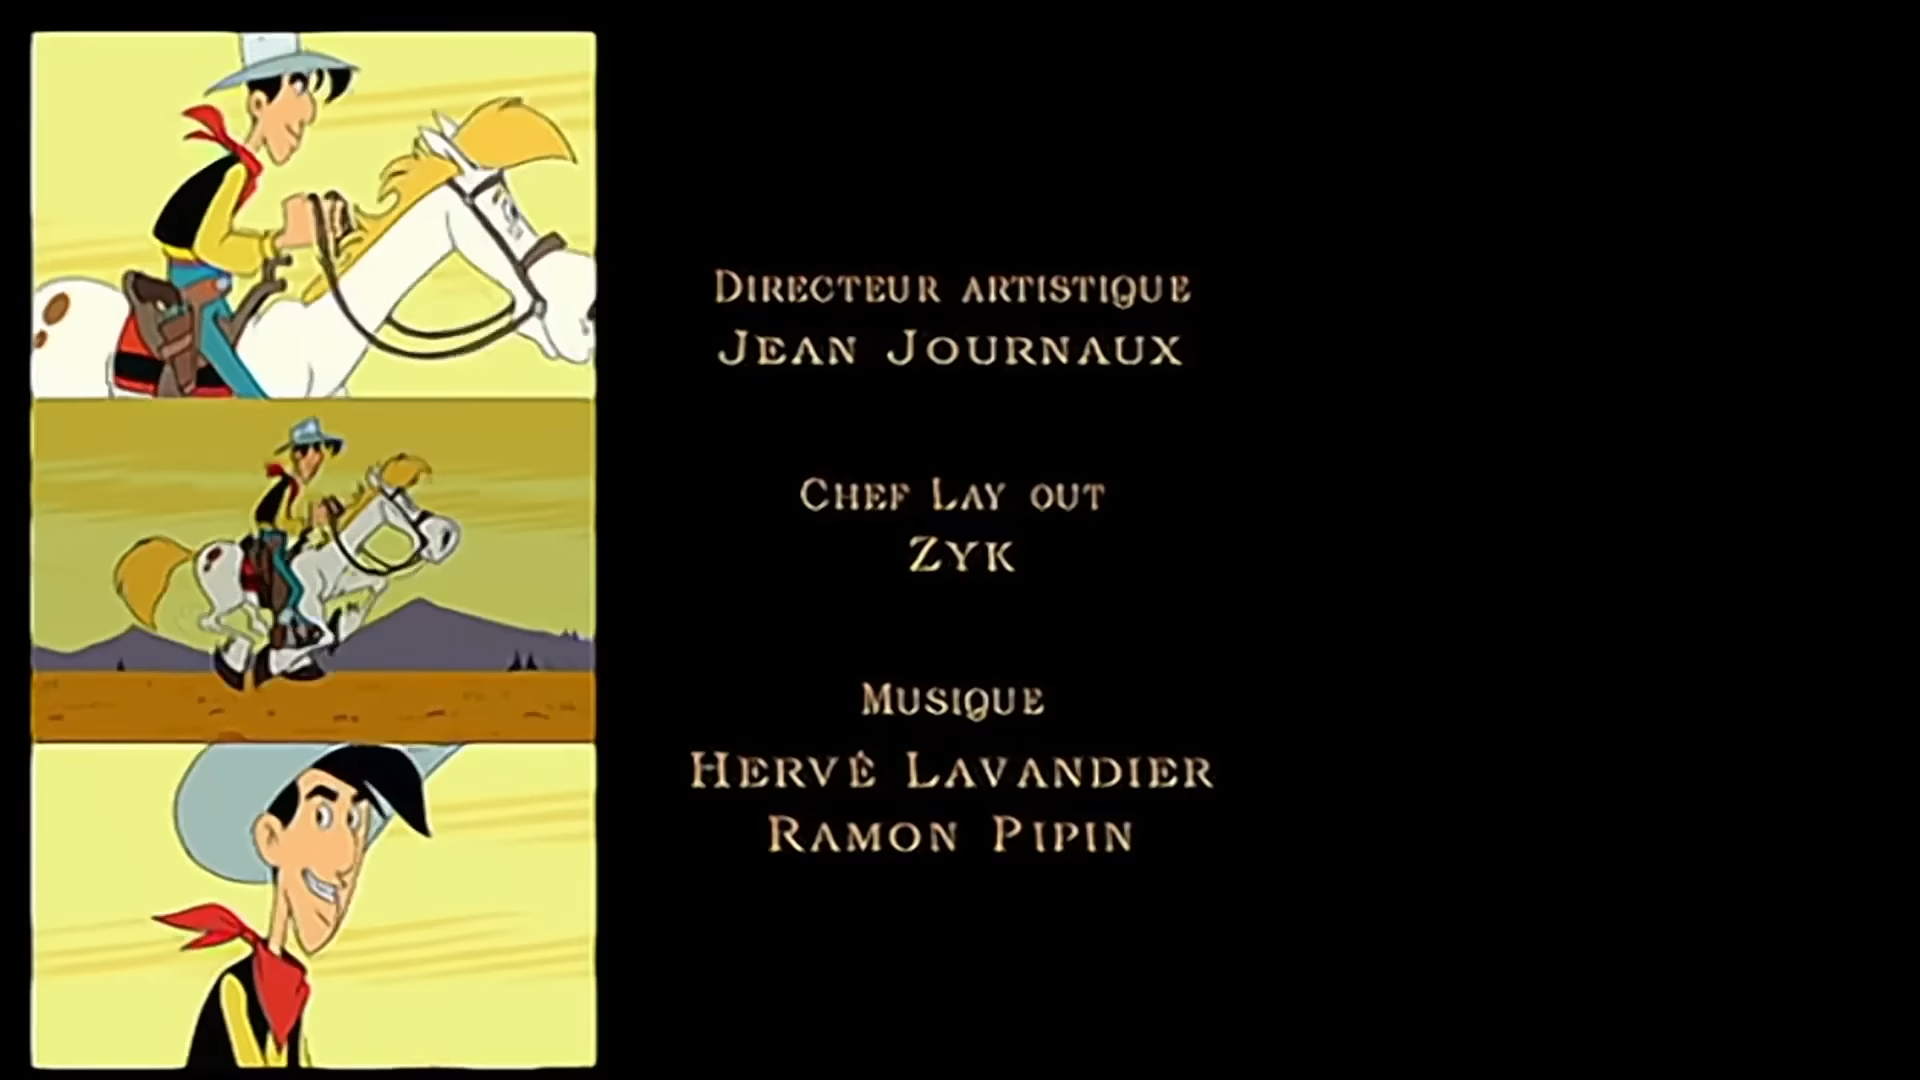 Directeur artistique
Jean Journaux
Chef Lay out
Zyk
Musique
Hervé Lavandier
Ramon Pipin